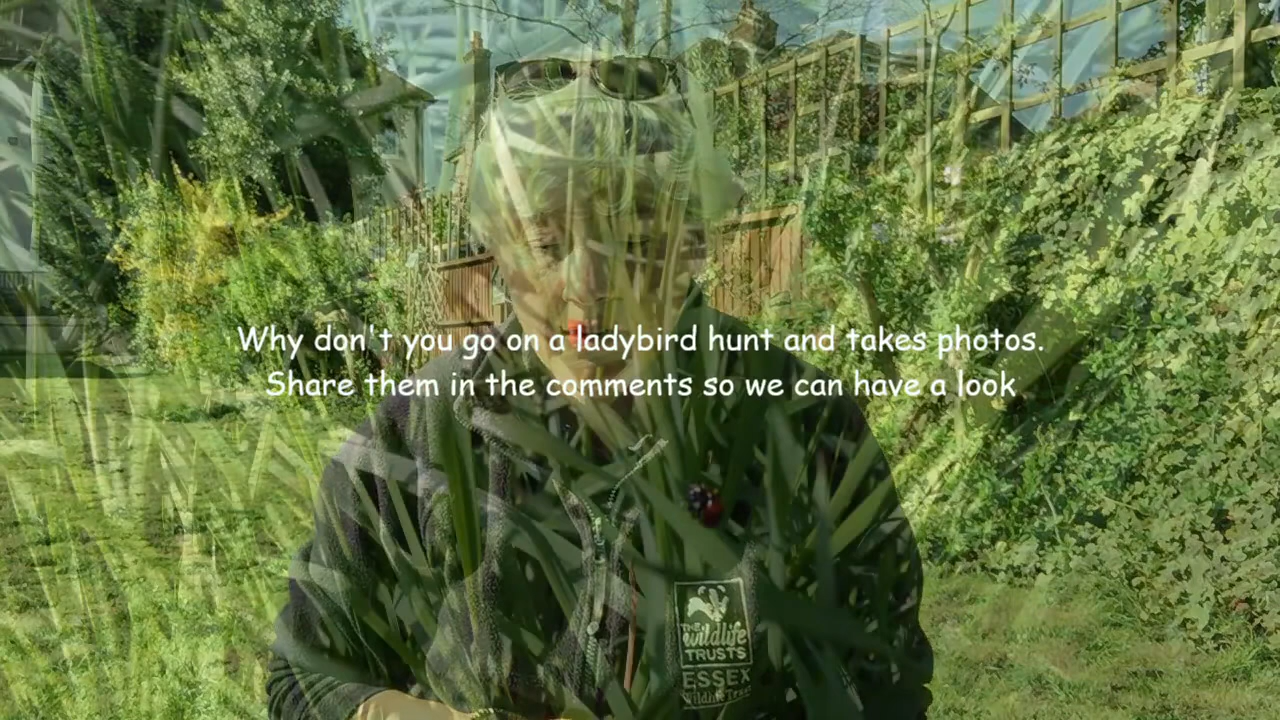 Why don't you go on a ladybird hunt and takes photos.
Share them in the comments so we can have a look
THE
wildlife
TRUSTS
ESSEX
Wildlife Trust